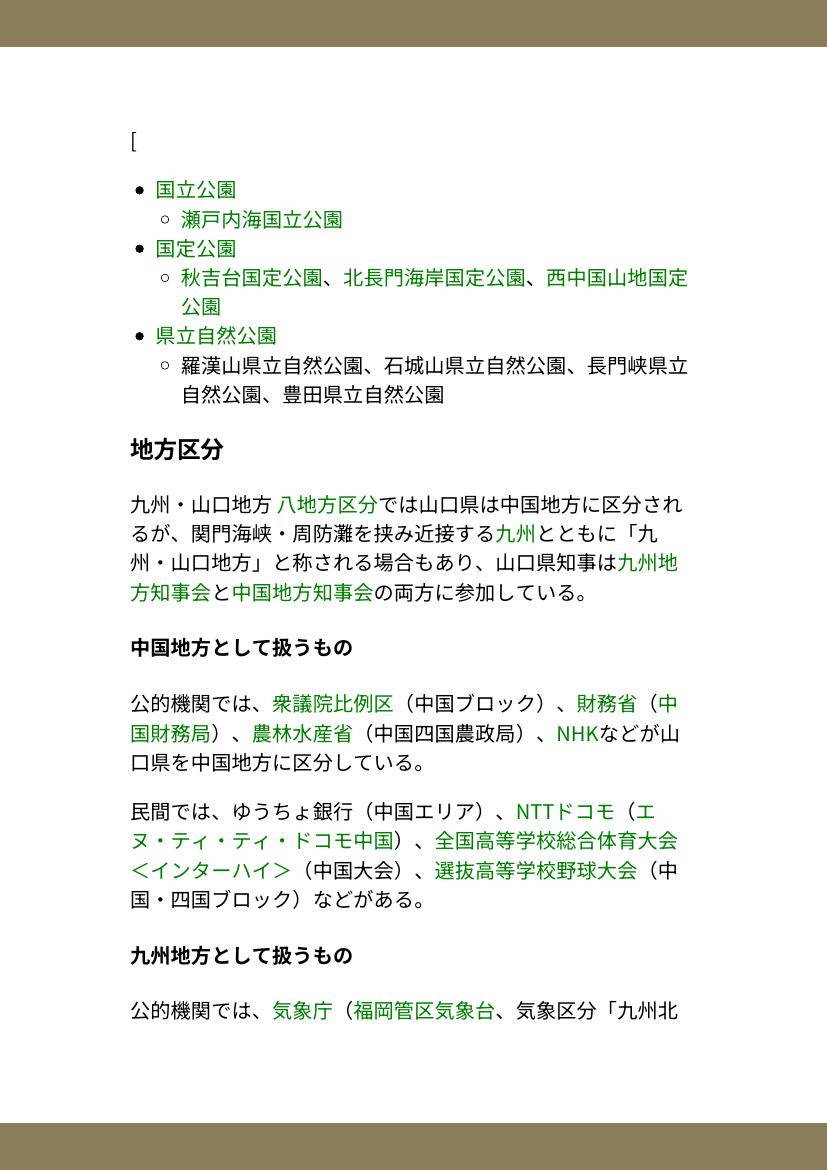 [
国立公園
瀬戸内海国立公園
国定公園
秋吉台国定公園、北長門海岸国定公園、西中国山地国定
公園
県立自然公園
羅漢山県立自然公園、石城山県立自然公園、長門峡県立
自然公園、豊田県立自然公園
地方区分
九州・山口地方 八地方区分では山口県は中国地方に区分され
るが、関門海峡・周防灘を挟み近接する九州とともに「九
州・山口地方」と称される場合もあり、山口県知事は九州地
方知事会と中国地方知事会の両方に参加している。
中国地方として扱うもの
公的機関では、衆議院比例区（中国ブロック）、財務省（中
国財務局）、農林水産省（中国四国農政局）、NHKなどが山
口県を中国地方に区分している。
民間では、ゆうちょ銀行（中国エリア）、NTTドコモ（エ
ヌ・ティ・ティ・ドコモ中国）、全国高等学校総合体育大会
＜インターハイ＞（中国大会）、選抜高等学校野球大会（中
国・四国ブロック）などがある。
九州地方として扱うもの
公的機関では、気象庁（福岡管区気象台、気象区分「九州北